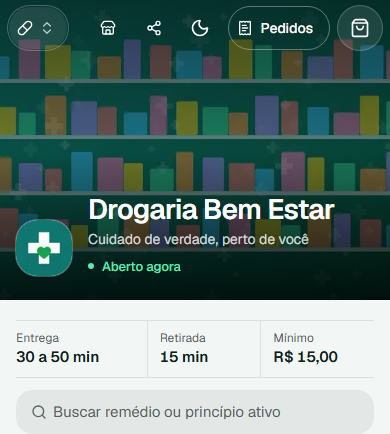 Pedidos
Drogaria Bem Estar
Cuidado de verdade, perto de você
Aberto agora
Entrega
30 a 50 min
Retirada
15 min
Mínimo
R$ 15,00
Buscar remédio ou princípio ativo